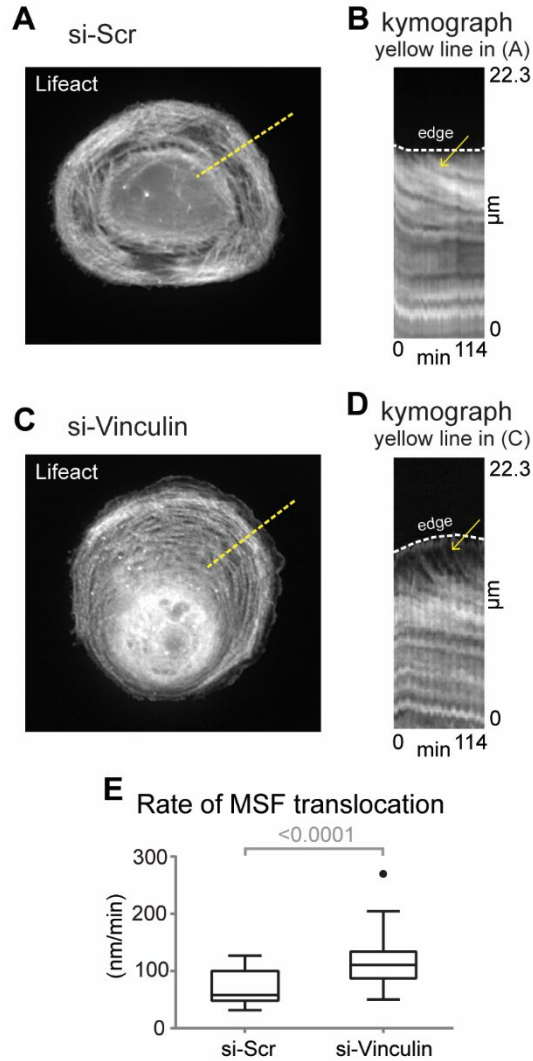 A
si-Scr
Lifeact
B
kymograph
yellow line in (A)
22.3
edge
µm
0
0
min
114
C
si-Vinculin
Lifeact
D
kymograph
yellow line in (C)
22.3
edge
µm
0
0
min
114
E
Rate of MSF translocation
<0.0001
300
200
100
0
(nm/min)
si-Scr
si-Vinculin